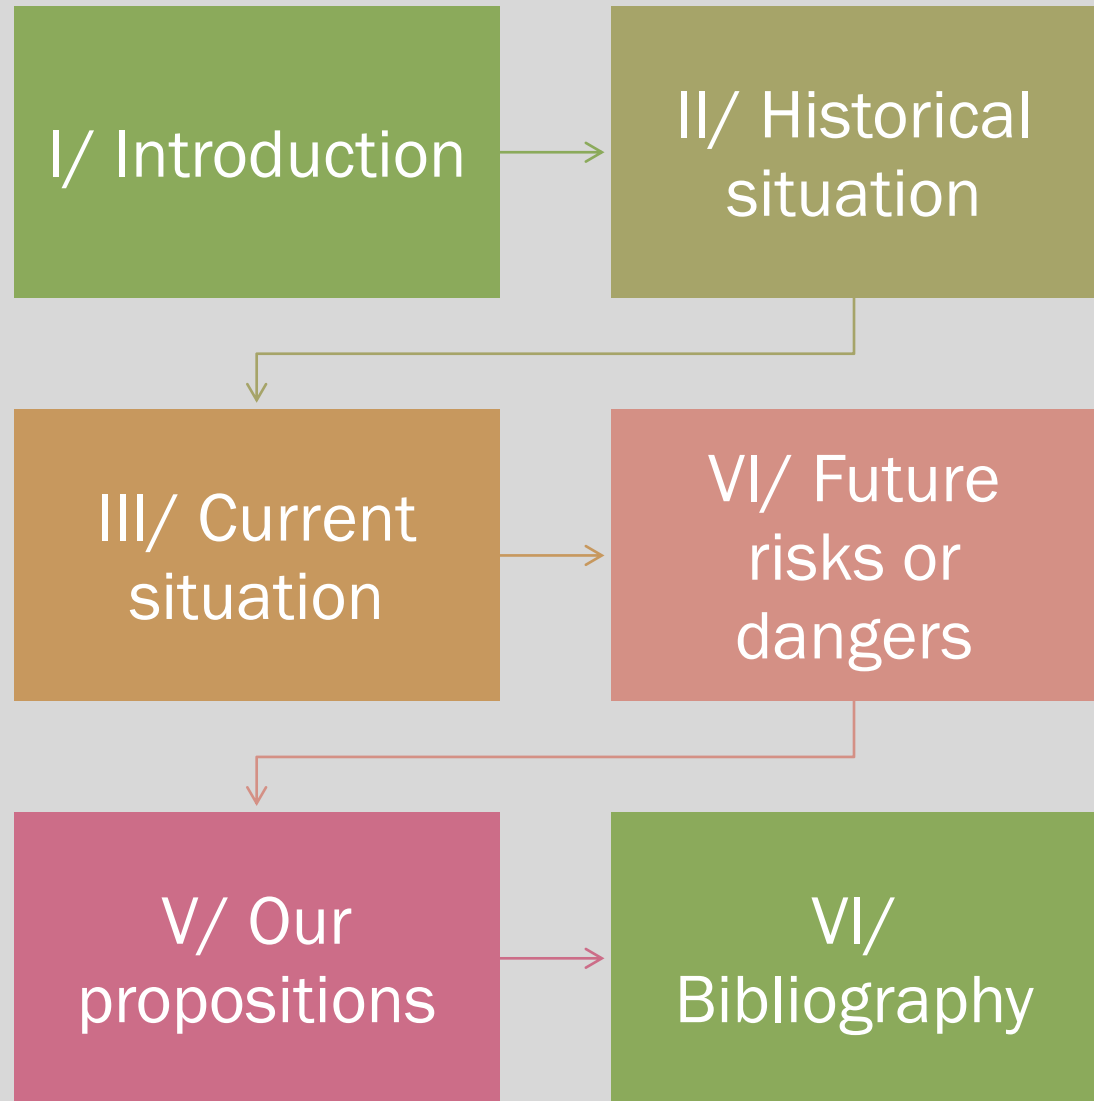 I/ Introduction
II/ Historical
situation
III/ Current
situation
VI/ Future
risks or
dangers
V/ Our
propositions
VI/
Bibliography